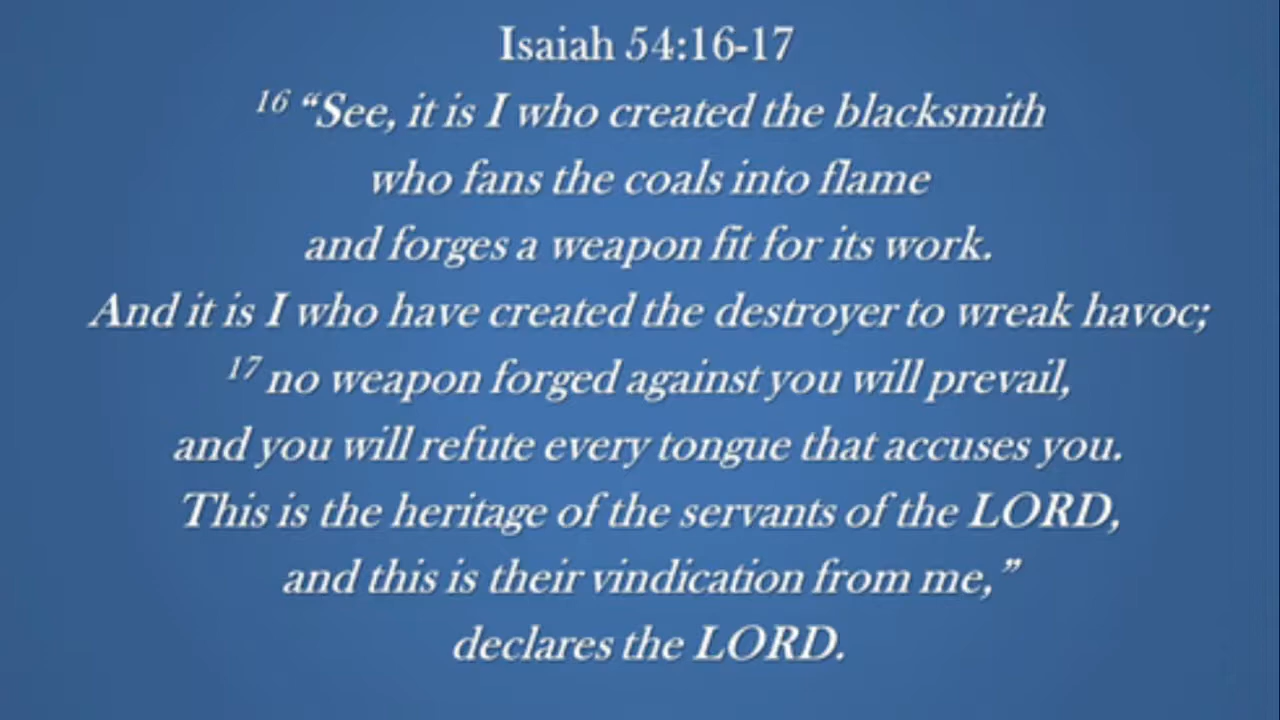 Isaiah 54:16-17
16 “See, it is I who created the blacksmith
who fans the coals into flame
and forges a weapon fit for its work.
And it is I who have created the destroyer to wreak havoc;
17 no weapon forged against you will prevail,
and you will refute every tongue that accuses you.
This is the heritage of the servants of the LORD,
and this is their vindication from me,”
declares the LORD.